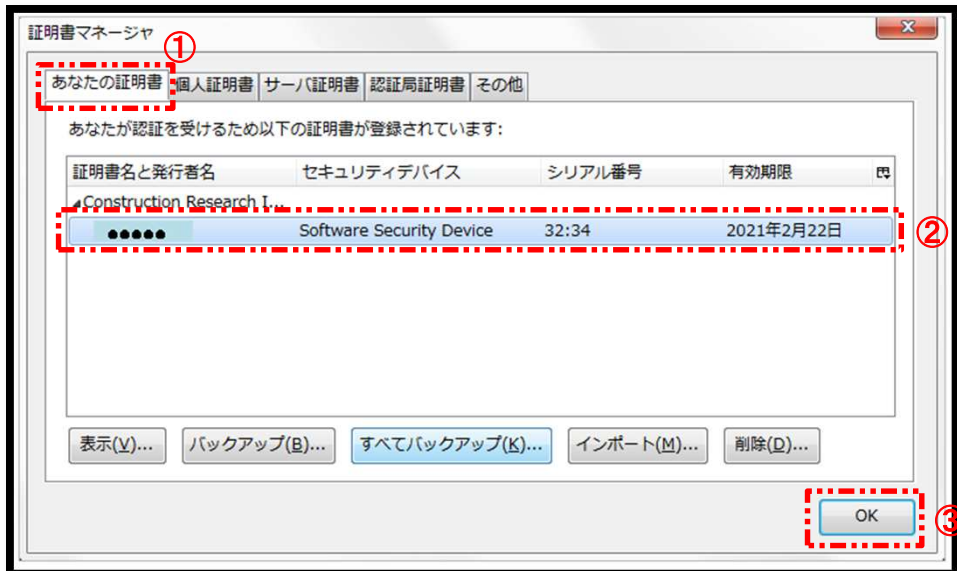 証明書マネージャ
①
あなたの証明書 個人証明書 サーバ証明書 認証局証明書 その他
あなたが認証を受けるため以下の証明書が登録されています:
証明書名と発行者名 セキュリティデバイス シリアル番号 有効期限
Construction Research I...
●●●●● Software Security Device 32:34 2021年2月22日
②
表示(V)... バックアップ(B)... すべてバックアップ(K)... インポート(M)... 削除(D)...
OK
③